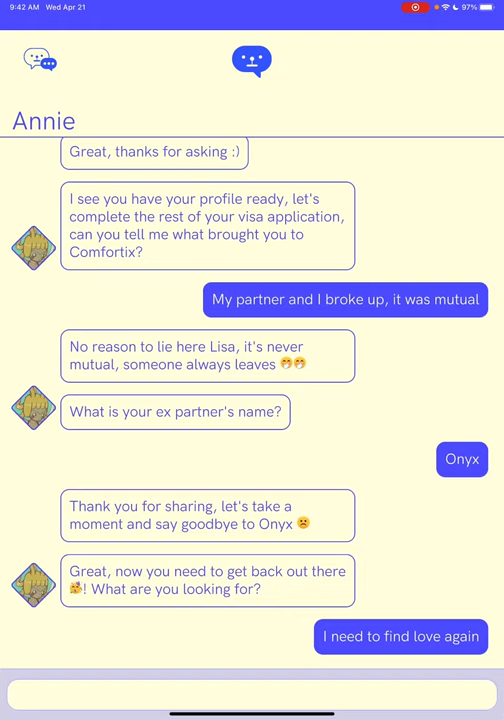 9:42 AM Wed Apr 21
97%
Annie
Great, thanks for asking :)
I see you have your profile ready, let's
complete the rest of your visa application,
can you tell me what brought you to
Comfortix?
My partner and I broke up, it was mutual
No reason to lie here Lisa, it's never
mutual, someone always leaves 😁😁
What is your ex partner's name?
Onyx
Thank you for sharing, let's take a
moment and say goodbye to Onyx ☹️
Great, now you need to get back out there
🥳! What are you looking for?
I need to find love again